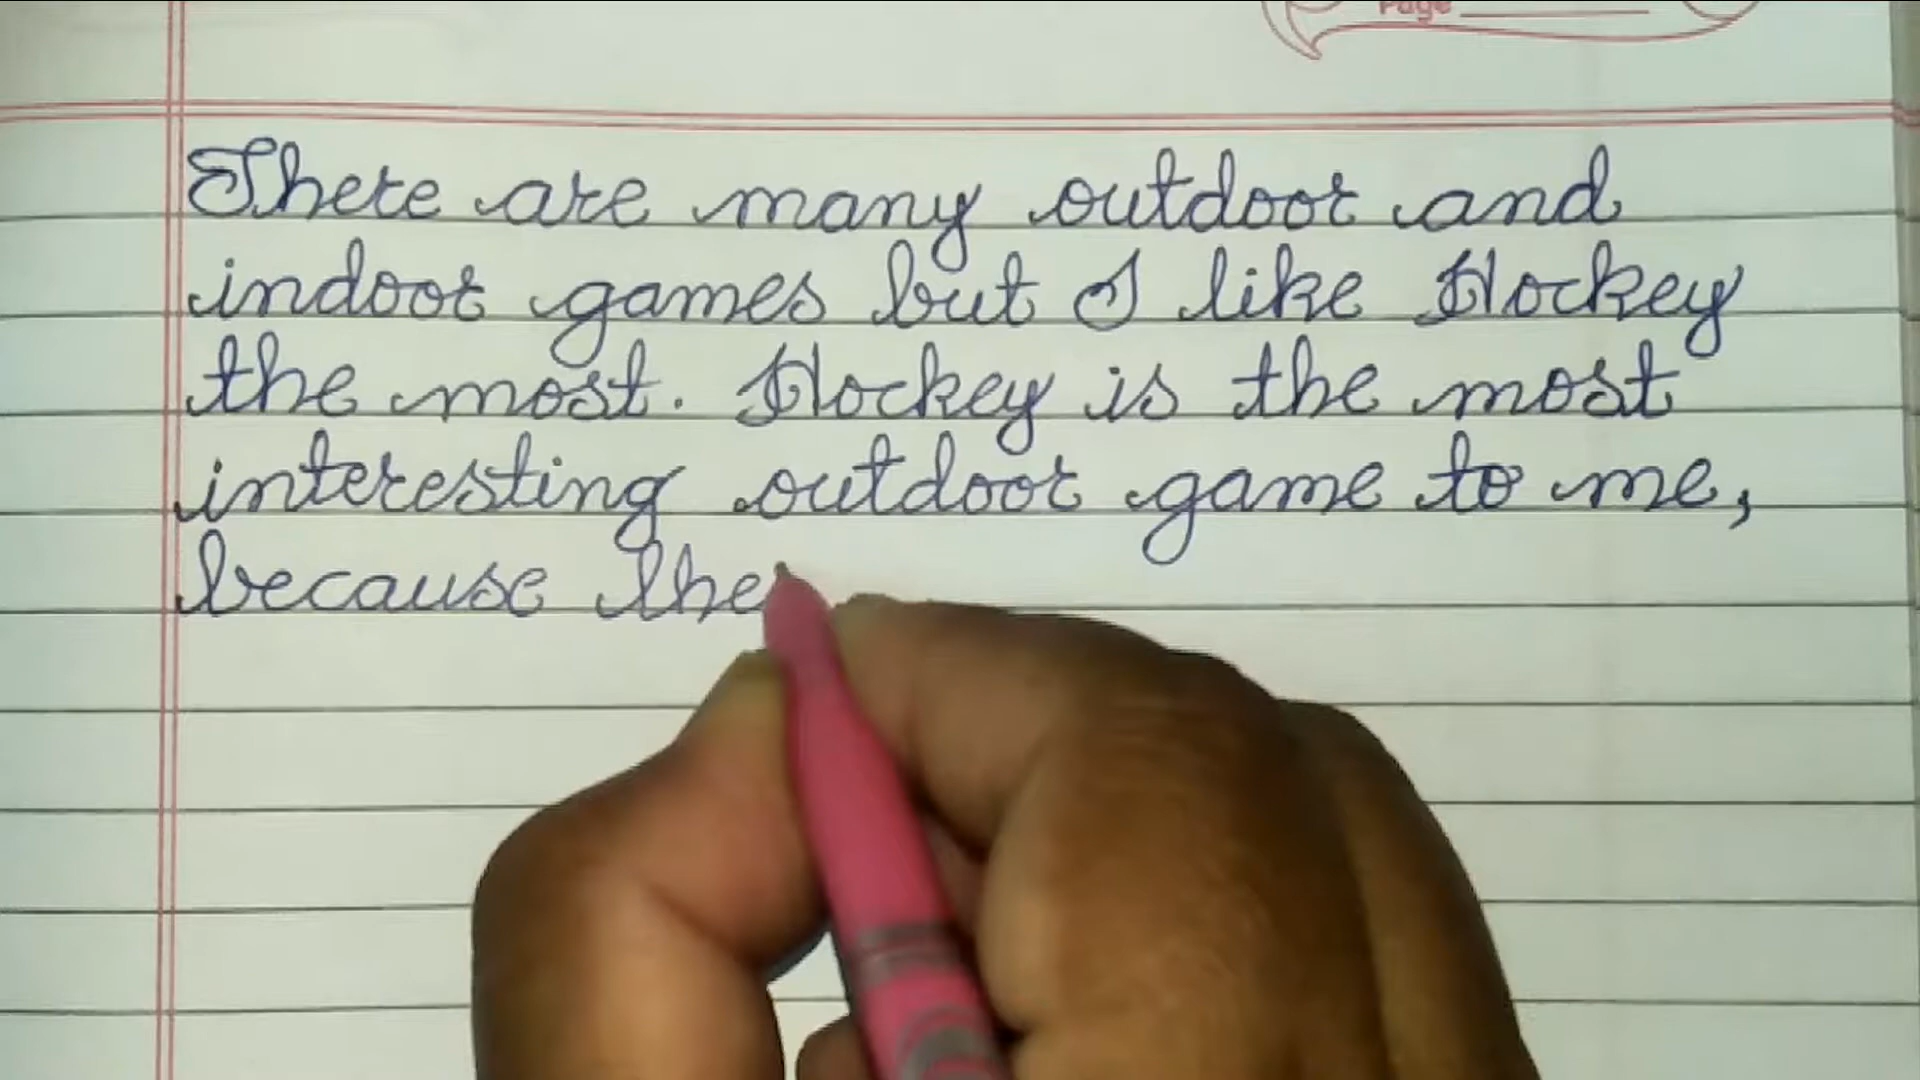 Page
There are many outdoor and
indoor games but I like Hockey
the most. Hockey is the most
interesting outdoor game to me,
because the